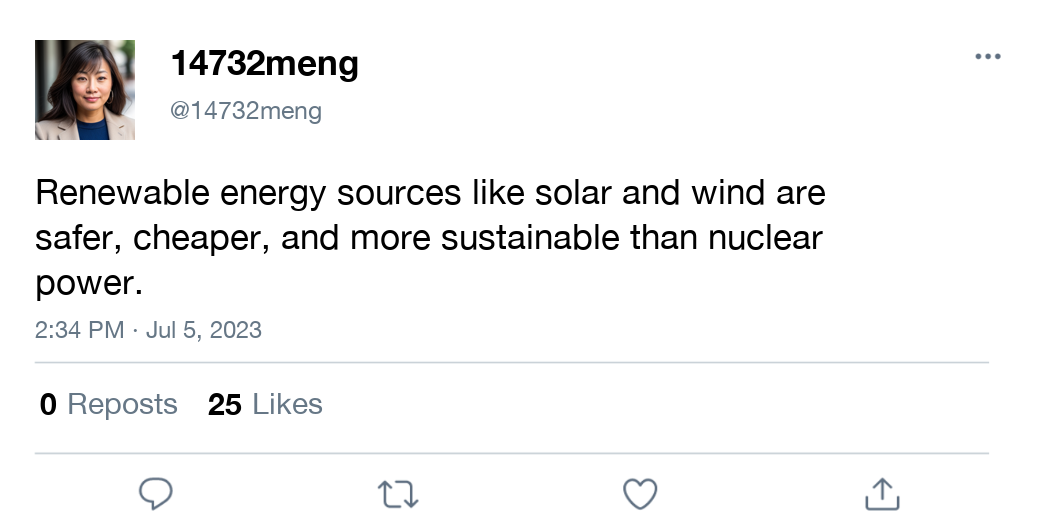 14732meng
@14732meng
Renewable energy sources like solar and wind are
safer, cheaper, and more sustainable than nuclear
power.
2:34 PM · Jul 5, 2023
0 Reposts 25 Likes